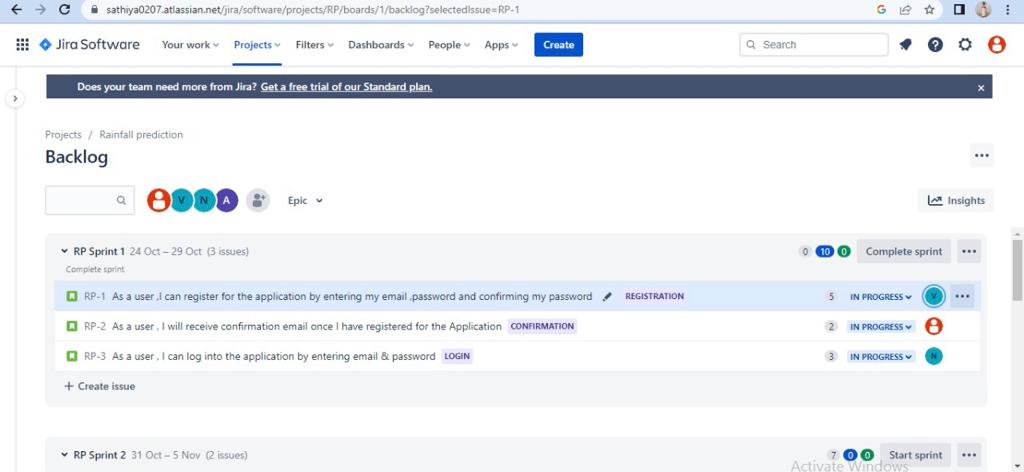 sathiya0207.atlassian.net/jira/software/projects/RP/boards/1/backlog?selectedIssue=RP-1
Jira Software Your work Projects Filters Dashboards People Apps Create Search
Does your team need more from Jira? Get a free trial of our Standard plan.
Projects / Rainfall prediction
Backlog
V N A Epic Insights
RP Sprint 1 24 Oct – 29 Oct (3 issues) 0 10 0 Complete sprint
Complete sprint
RP-1 As a user ,I can register for the application by entering my email ,password and confirming my password REGISTRATION 5 IN PROGRESS V
RP-2 As a user , I will receive confirmation email once I have registered for the Application CONFIRMATION 2 IN PROGRESS
RP-3 As a user , I can log into the application by entering email & password LOGIN 3 IN PROGRESS N
+ Create issue
RP Sprint 2 31 Oct – 5 Nov (2 issues) 7 0 0 Start sprint
Activate Windows